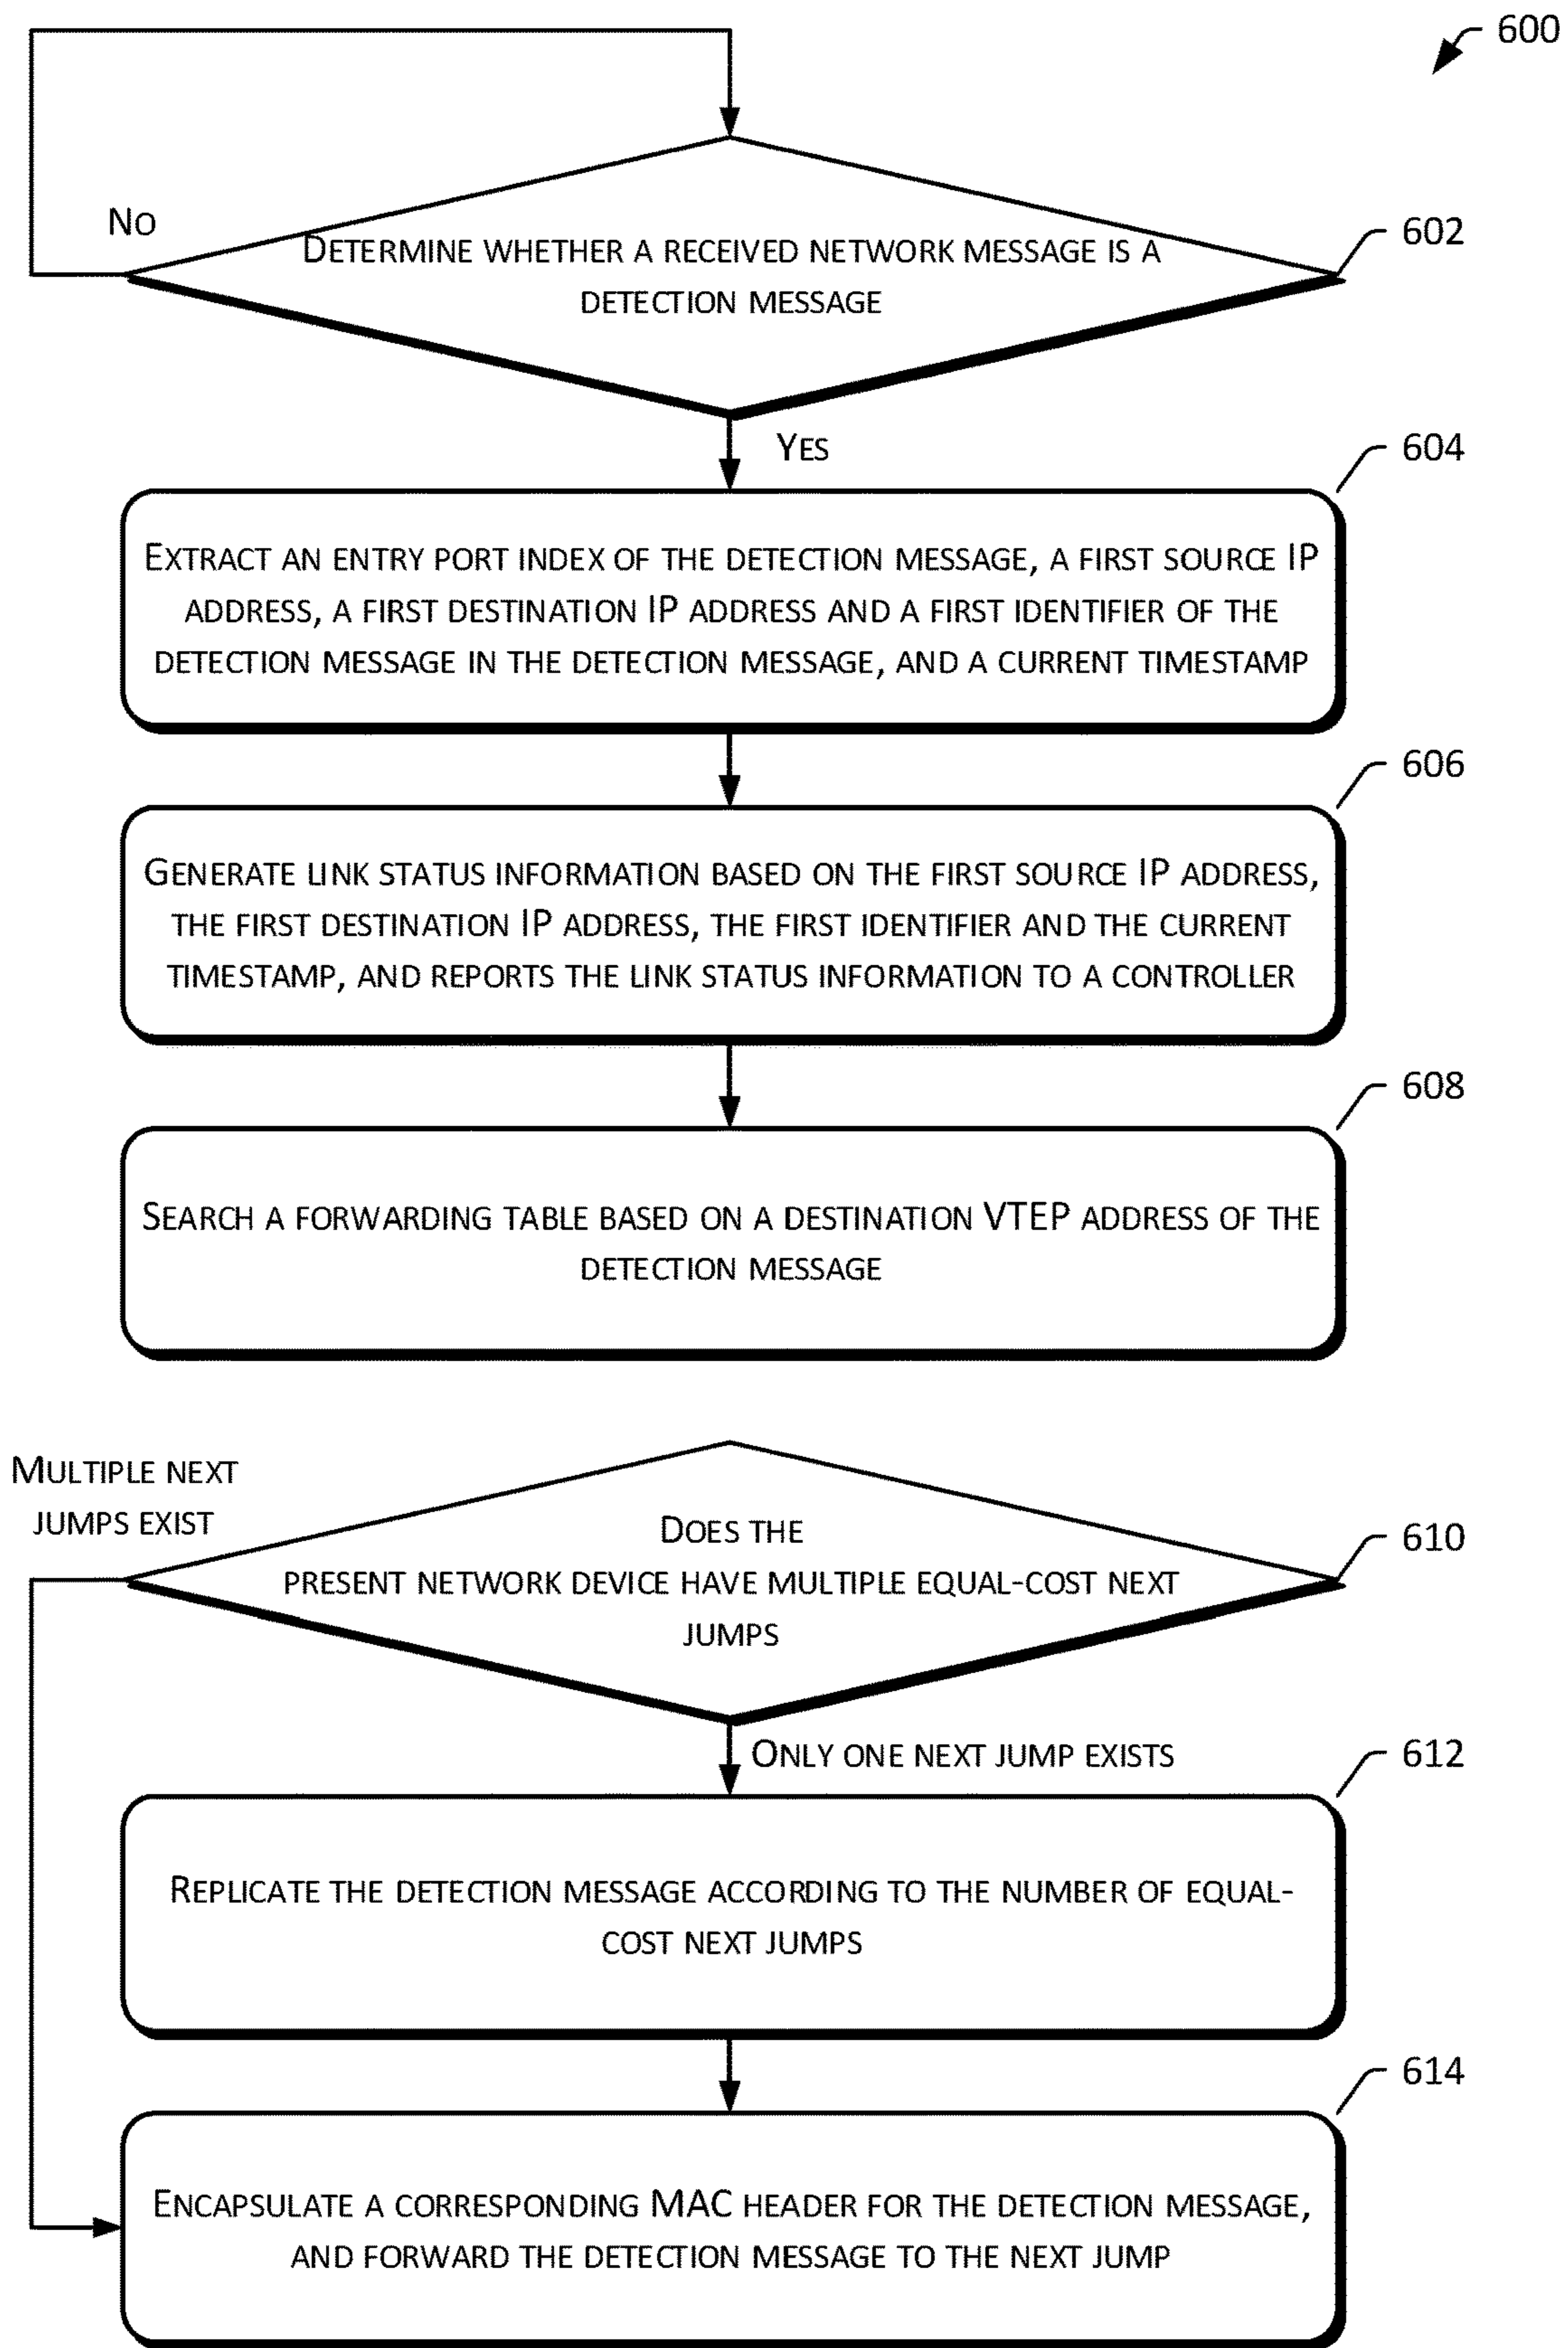 600
NO
DETERMINE WHETHER A RECEIVED NETWORK MESSAGE IS A
DETECTION MESSAGE
602
YES
604
EXTRACT AN ENTRY PORT INDEX OF THE DETECTION MESSAGE, A FIRST SOURCE IP
ADDRESS, A FIRST DESTINATION IP ADDRESS AND A FIRST IDENTIFIER OF THE
DETECTION MESSAGE IN THE DETECTION MESSAGE, AND A CURRENT TIMESTAMP
606
GENERATE LINK STATUS INFORMATION BASED ON THE FIRST SOURCE IP ADDRESS,
THE FIRST DESTINATION IP ADDRESS, THE FIRST IDENTIFIER AND THE CURRENT
TIMESTAMP, AND REPORTS THE LINK STATUS INFORMATION TO A CONTROLLER
608
SEARCH A FORWARDING TABLE BASED ON A DESTINATION VTEP ADDRESS OF THE
DETECTION MESSAGE
MULTIPLE NEXT
JUMPS EXIST
DOES THE
PRESENT NETWORK DEVICE HAVE MULTIPLE EQUAL-COST NEXT
JUMPS
610
ONLY ONE NEXT JUMP EXISTS
612
REPLICATE THE DETECTION MESSAGE ACCORDING TO THE NUMBER OF EQUAL-
COST NEXT JUMPS
614
ENCAPSULATE A CORRESPONDING MAC HEADER FOR THE DETECTION MESSAGE,
AND FORWARD THE DETECTION MESSAGE TO THE NEXT JUMP